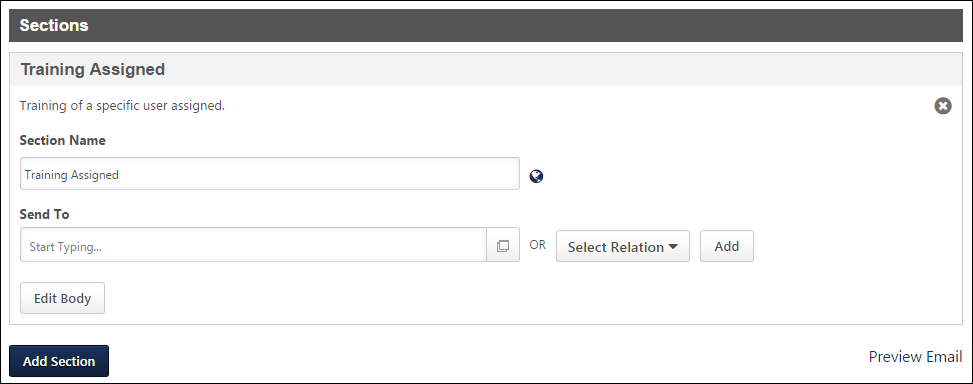 Sections
Training Assigned
Training of a specific user assigned.
Section Name
Training Assigned
Send To
Start Typing... OR Select Relation Add
Edit Body
Add Section Preview Email